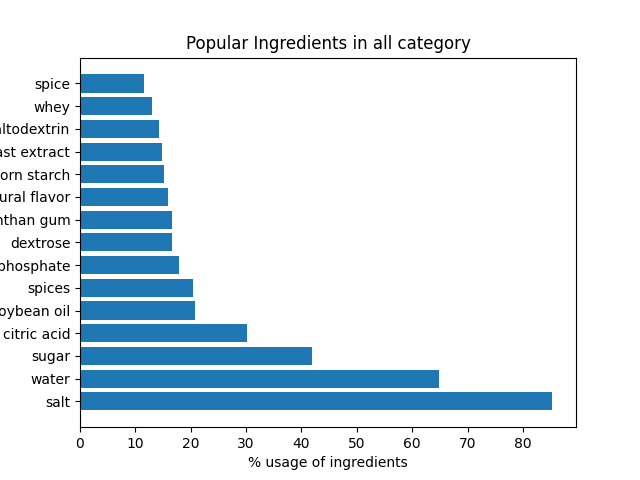 Popular Ingredients in all category
spice
whey
altodextrin
ast extract
orn starch
ural flavor
nthan gum
dextrose
phosphate
spices
oybean oil
citric acid
sugar
water
salt
0 10 20 30 40 50 60 70 80
% usage of ingredients